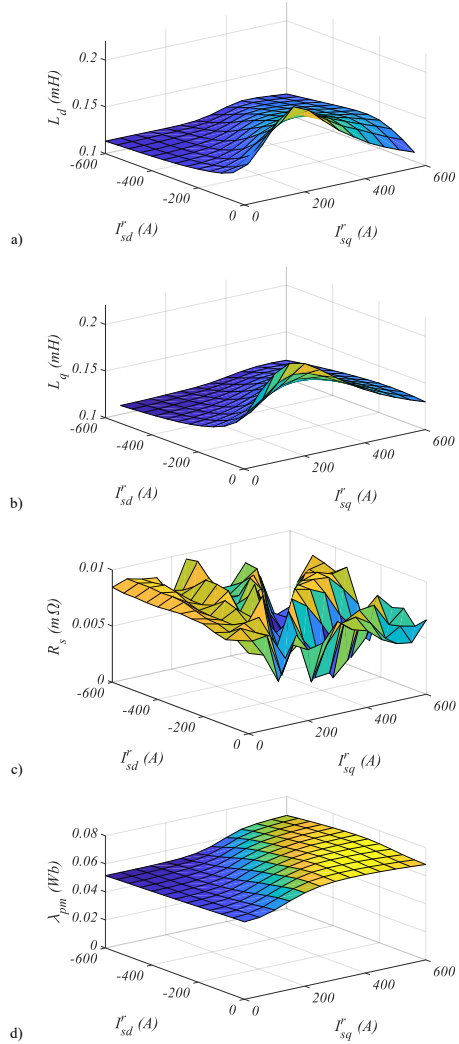 0.2
0.15
0.1
L_d (mH)
-600
-400
-200
0
I^r_sd (A)
0
200
400
600
I^r_sq (A)
a)
0.2
0.15
0.1
L_q (mH)
-600
-400
-200
0
I^r_sd (A)
0
200
400
600
I^r_sq (A)
b)
0.01
0.005
0
R_s (mΩ)
-600
-400
-200
0
I^r_sd (A)
0
200
400
600
I^r_sq (A)
c)
0.08
0.06
0.04
0.02
0
λ_pm (Wb)
-600
-400
-200
0
I^r_sd (A)
0
200
400
600
I^r_sq (A)
d)